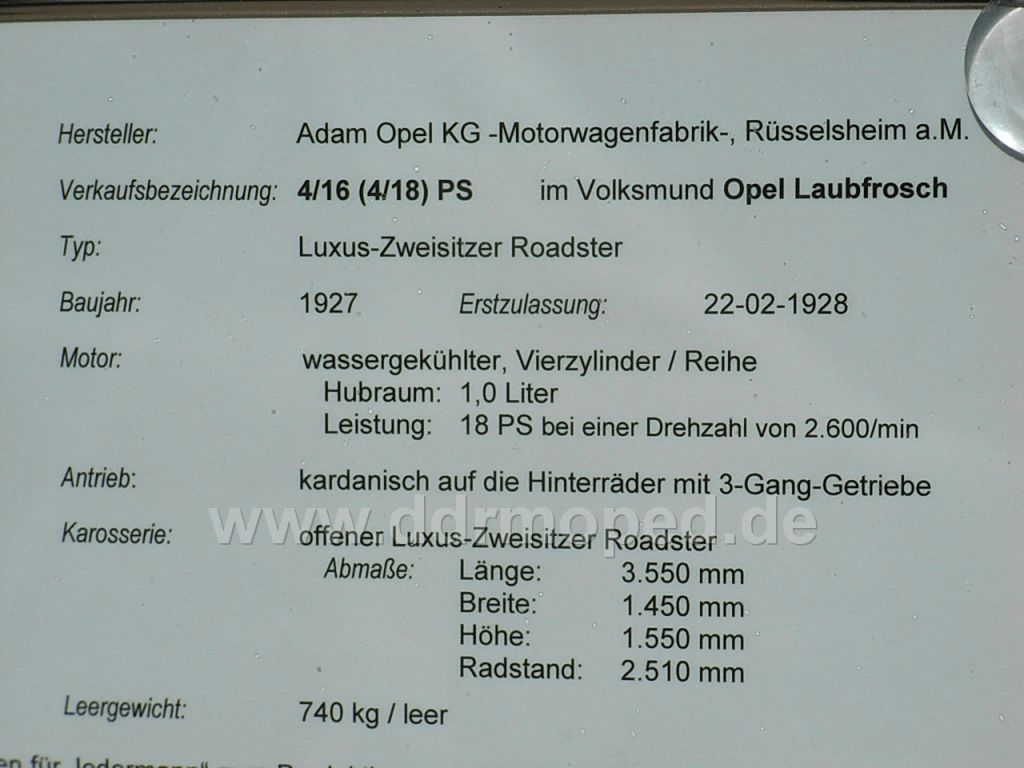 Hersteller: Adam Opel KG -Motorwagenfabrik-, Rüsselsheim a.M.
Verkaufsbezeichnung: 4/16 (4/18) PS im Volksmund Opel Laubfrosch
Typ: Luxus-Zweisitzer Roadster
Baujahr: 1927 Erstzulassung: 22-02-1928
Motor: wassergekühlter, Vierzylinder / Reihe
Hubraum: 1,0 Liter
Leistung: 18 PS bei einer Drehzahl von 2.600/min
Antrieb: kardanisch auf die Hinterräder mit 3-Gang-Getriebe
www.ddrmoped.de
Karosserie: offener Luxus-Zweisitzer Roadster
Abmaße: Länge: 3.550 mm
Breite: 1.450 mm
Höhe: 1.550 mm
Radstand: 2.510 mm
Leergewicht: 740 kg / leer
für